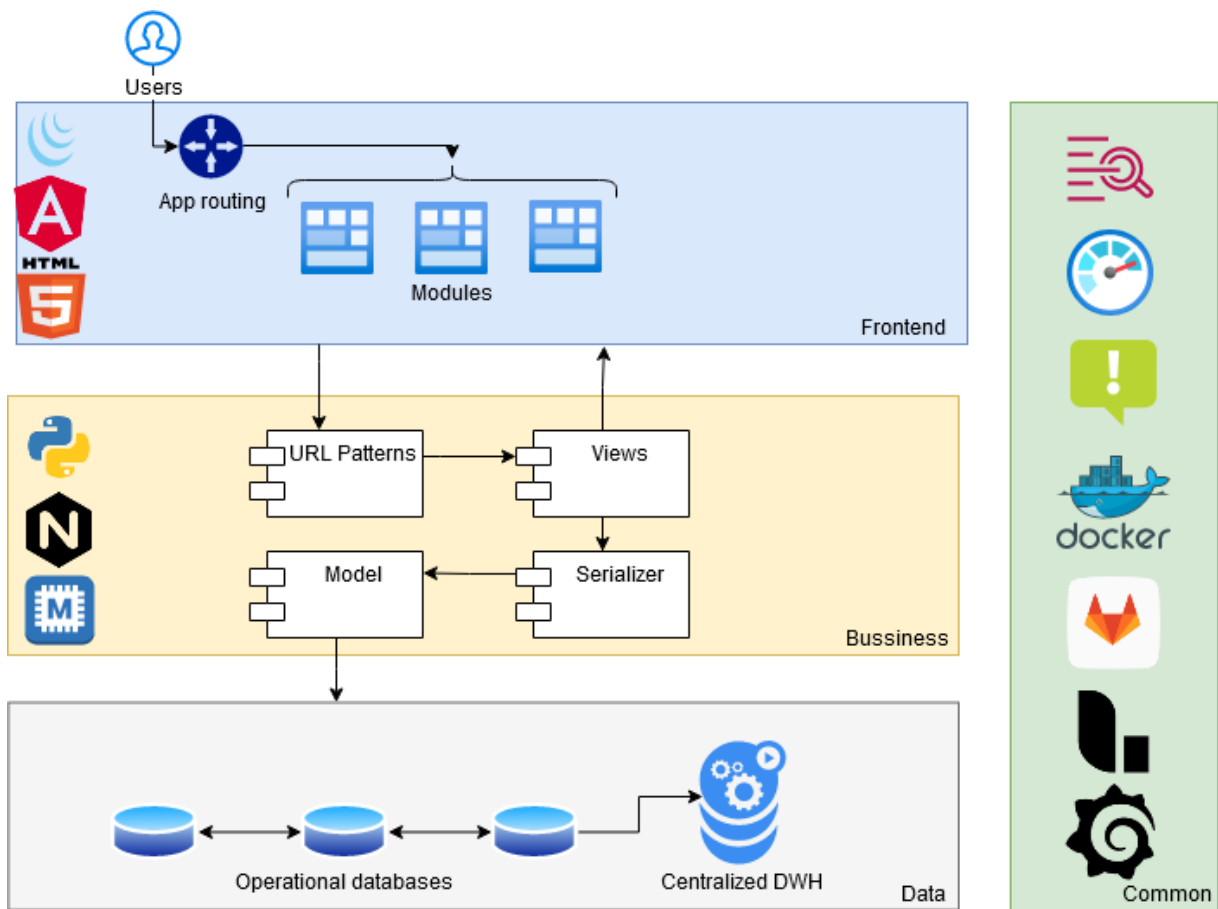 Users
App routing
HTML
5
A
Modules
Frontend
URL Patterns
Views
N
Model
Serializer
M
Bussiness
!
docker
Operational databases
Centralized DWH
Data
Common